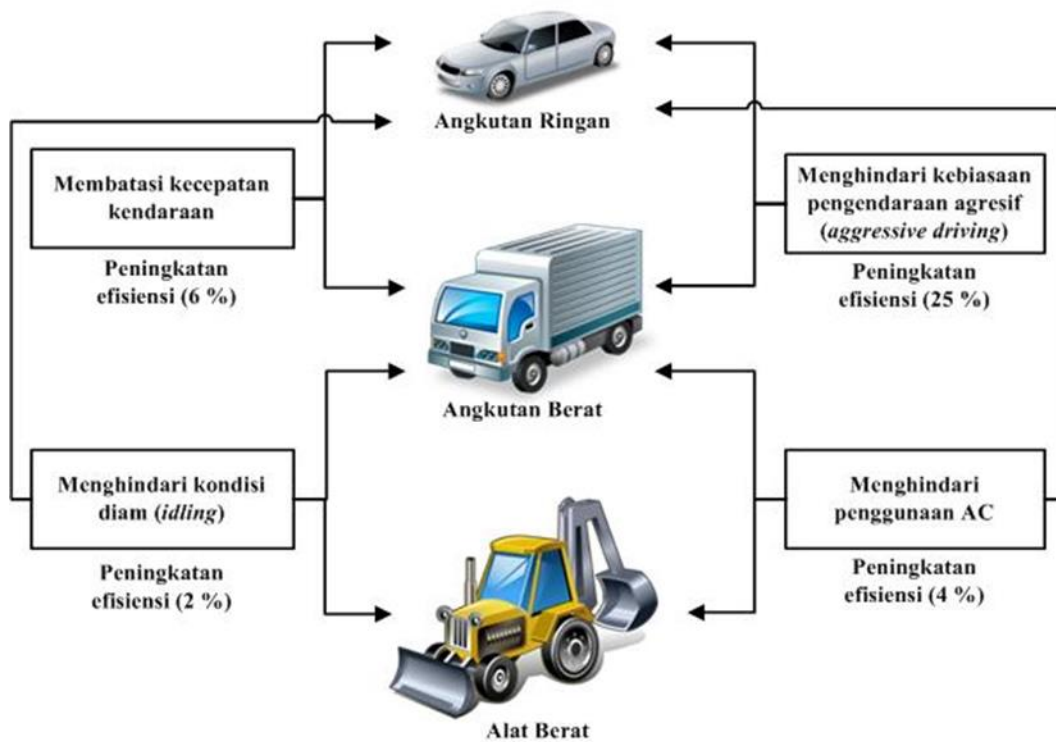 Angkutan Ringan
Membatasi kecepatan
kendaraan
Peningkatan
efisiensi (6 %)
Menghindari kebiasaan
pengendaraan agresif
(aggressive driving)
Peningkatan
efisiensi (25 %)
Angkutan Berat
Menghindari kondisi
diam (idling)
Peningkatan
efisiensi (2 %)
Menghindari
penggunaan AC
Peningkatan
efisiensi (4 %)
Alat Berat